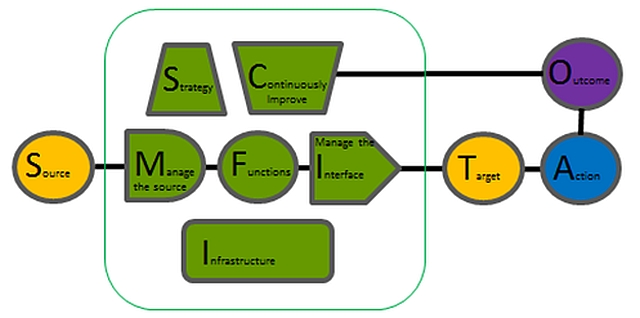 Strategy
Continuously
Improve
Outcome
Source
Manage
the source
Functions
Manage the
Interface
Target
Action
Infrastructure